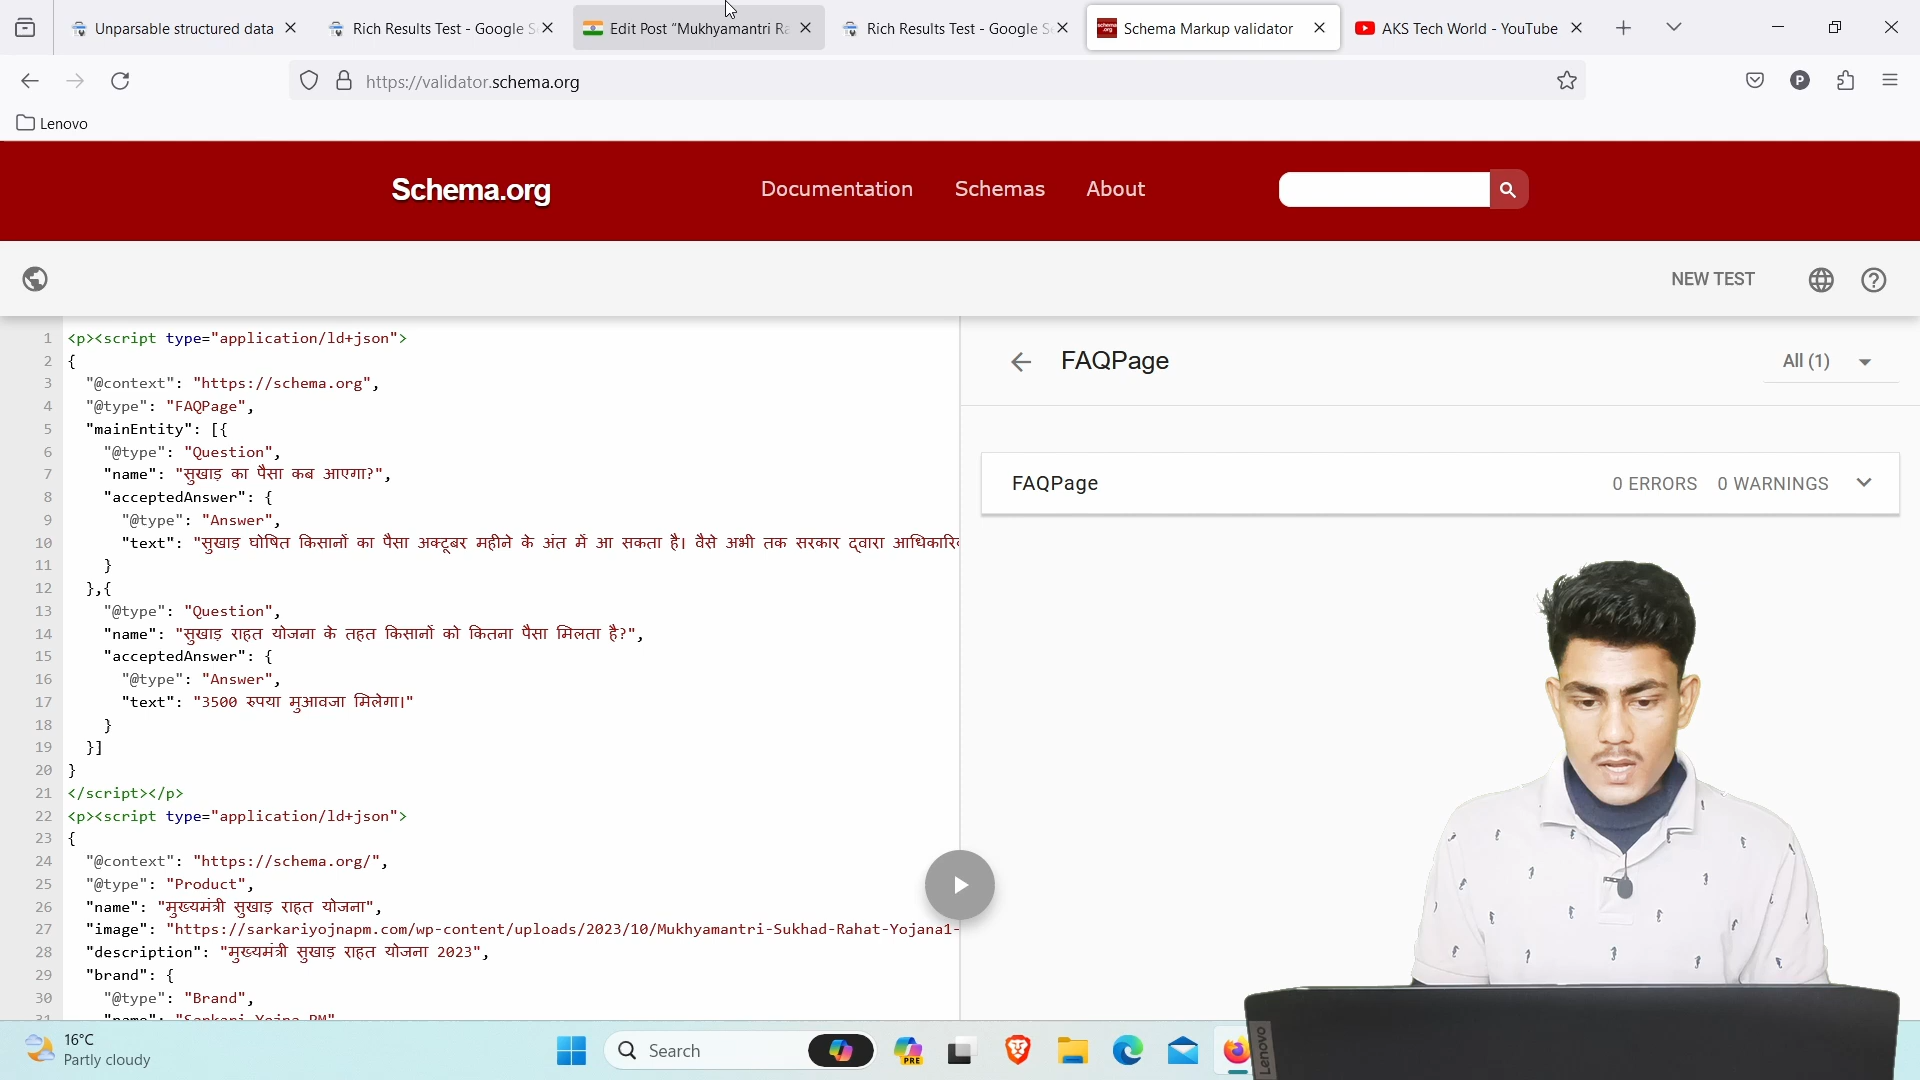 Unparsable structured data
Rich Results Test - Google S
Edit Post "Mukhyamantri Ra
Rich Results Test - Google S
Schema Markup validator
AKS Tech World - YouTube
https://validator.schema.org
P
Lenovo
Schema.org
Documentation
Schemas
About
NEW TEST
1 <p><script type="application/ld+json">
2 {
3 "@context": "https://schema.org",
4 "@type": "FAQPage",
5 "mainEntity": [{
6 "@type": "Question",
7 "name": "सुखाड़ का पैसा कब आएगा?",
8 "acceptedAnswer": {
9 "@type": "Answer",
10 "text": "सुखाड़ घोषित किसानों का पैसा अक्टूबर महीने के अंत में आ सकता है। वैसे अभी तक सरकार द्वारा
11 }
12 },{
13 "@type": "Question",
14 "name": "सुखाड़ राहत योजना के तहत किसानों को कितना पैसा मिलता है?",
15 "acceptedAnswer": {
16 "@type": "Answer",
17 "text": "3500 रुपया मुआवजा मिलेगा।"
18 }
19 }]
20 }
21 </script></p>
22 <p><script type="application/ld+json">
23 {
24 "@context": "https://schema.org/",
25 "@type": "Product",
26 "name": "मुख्यमंत्री सुखाड़ राहत योजना",
27 "image": "https://sarkariyojnapm.com/wp-content/uploads/2023/10/Mukhyamantri-Sukhad-Rahat-Yojana1-
28 "description": "मुख्यमंत्री सुखाड़ राहत योजना 2023",
29 "brand": {
30 "@type": "Brand",
31 "name": "Sarkari Yojna PM"
FAQPage
All (1)
FAQPage
0 ERRORS 0 WARNINGS
16°C
Partly cloudy
Search
PRE
Lenovo